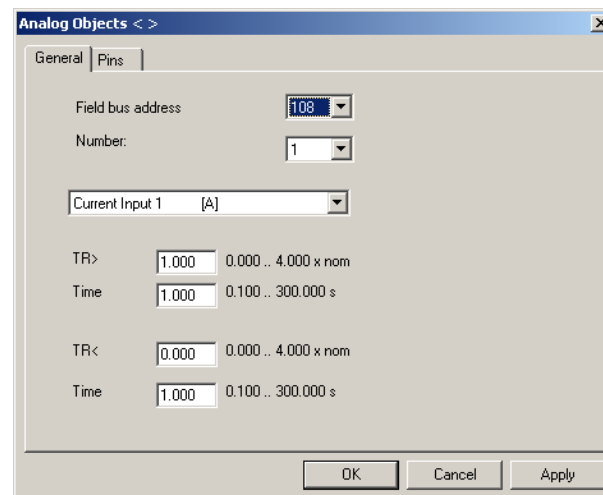 Analog Objects < >
General Pins
Field bus address 108
Number: 1
Current Input 1 [A]
TR> 1.000 0.000 .. 4.000 x nom
Time 1.000 0.100 .. 300.000 s
TR< 0.000 0.000 .. 4.000 x nom
Time 1.000 0.100 .. 300.000 s
OK Cancel Apply